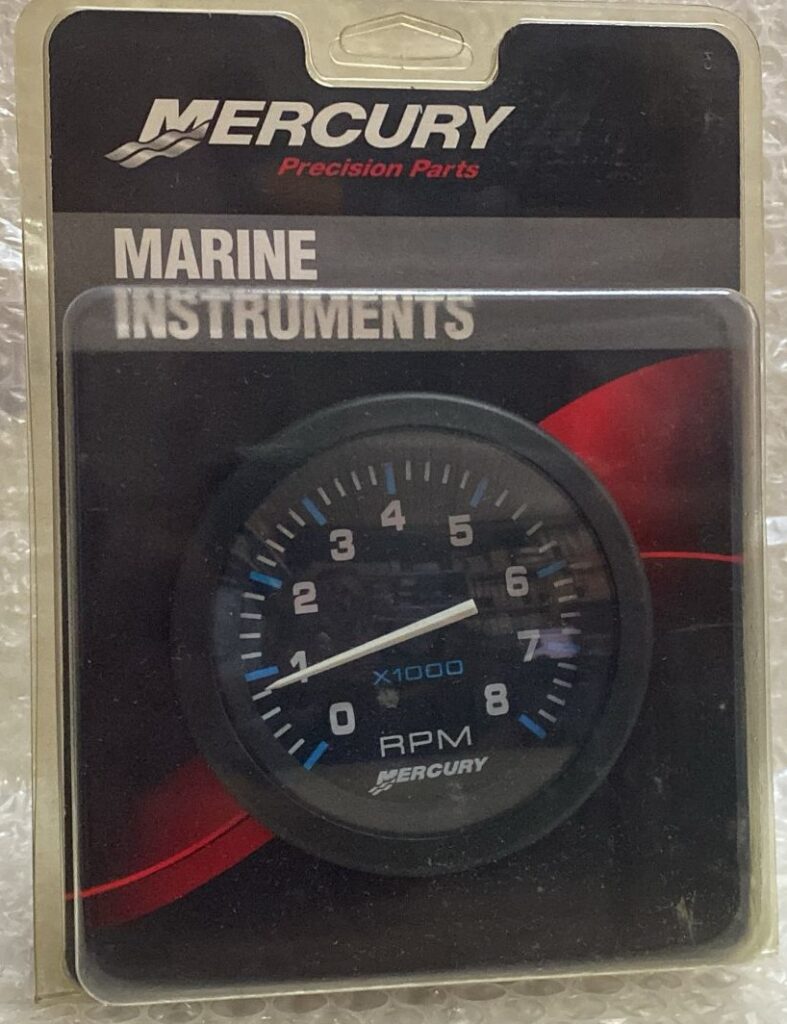 MERCURY
Precision Parts
MARINE
INSTRUMENTS
4
3
5
2
6
1
7
X1000
8
0
RPM
MERCURY